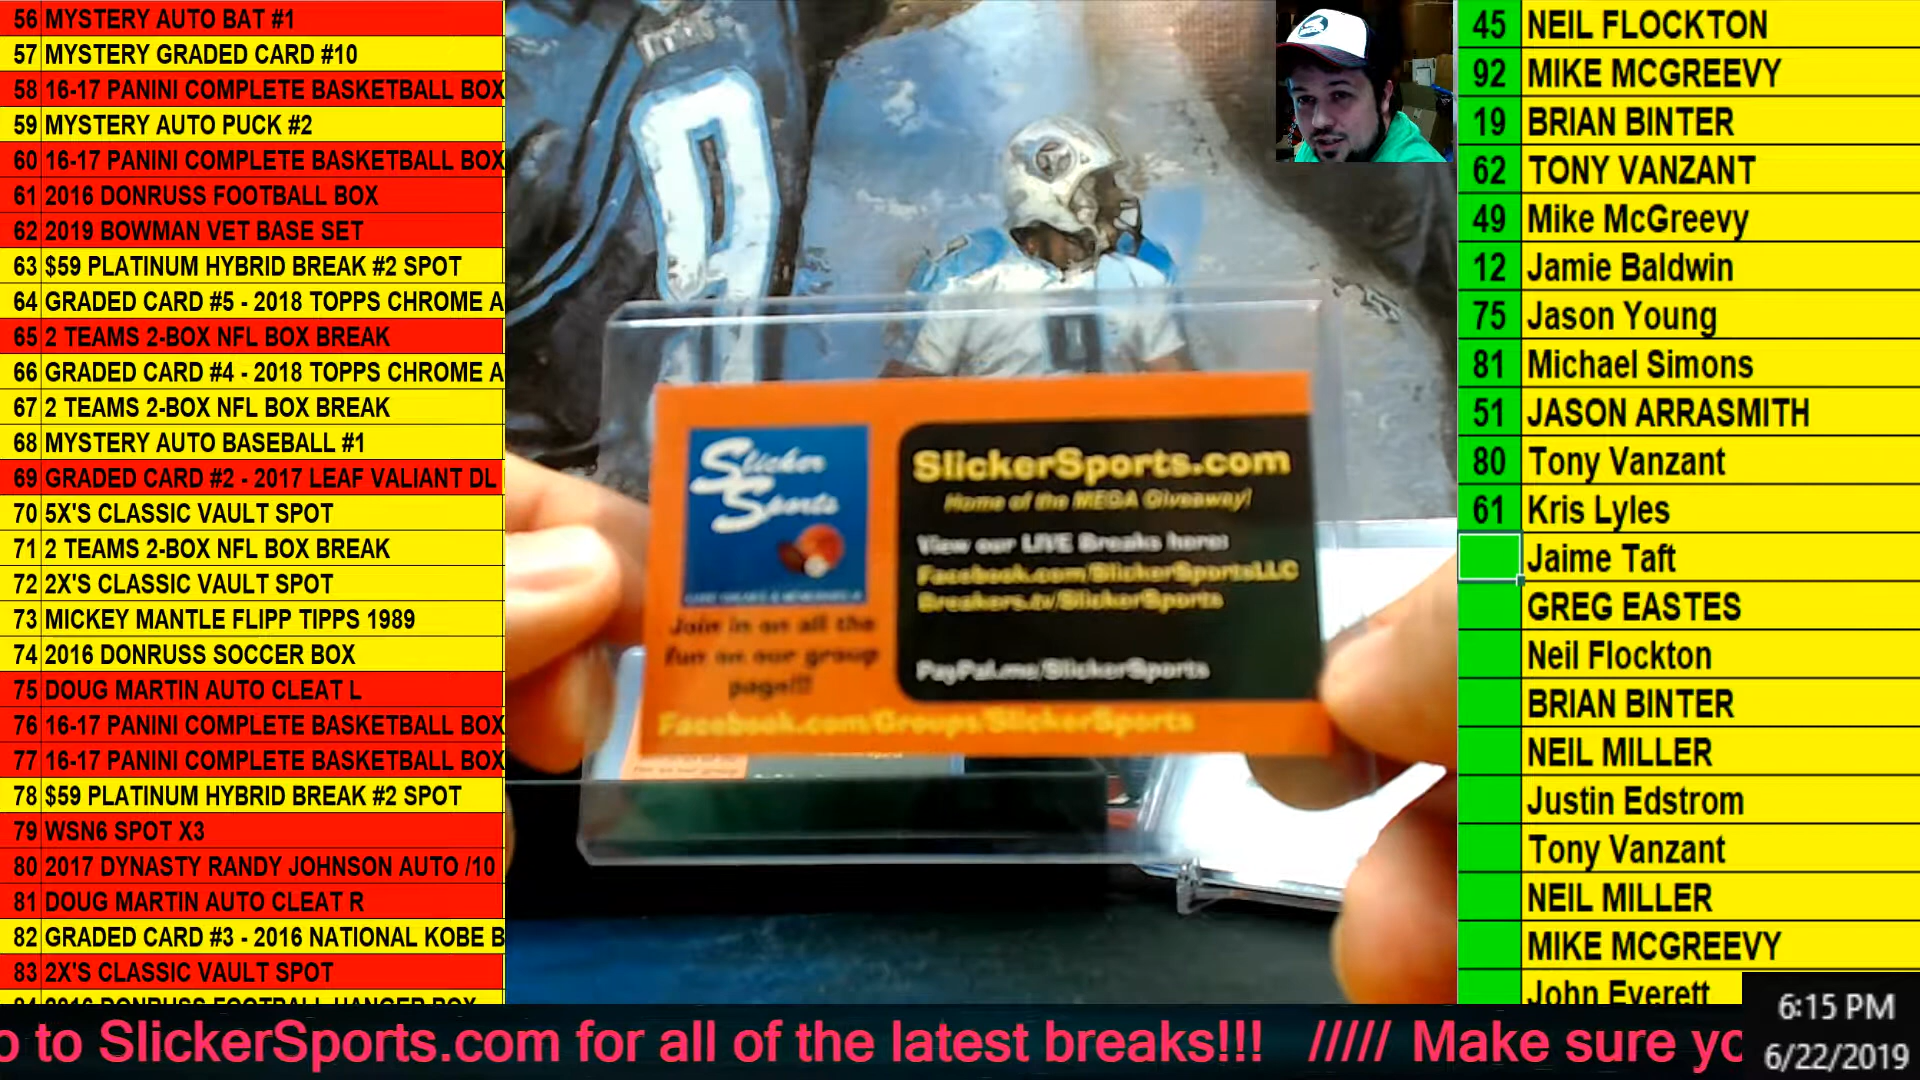 56 MYSTERY AUTO BAT #1
57 MYSTERY GRADED CARD #10
58 16-17 PANINI COMPLETE BASKETBALL BOX
59 MYSTERY AUTO PUCK #2
60 16-17 PANINI COMPLETE BASKETBALL BOX
61 2016 DONRUSS FOOTBALL BOX
62 2019 BOWMAN VET BASE SET
63 $59 PLATINUM HYBRID BREAK #2 SPOT
64 GRADED CARD #5 - 2018 TOPPS CHROME A
65 2 TEAMS 2-BOX NFL BOX BREAK
66 GRADED CARD #4 - 2018 TOPPS CHROME A
67 2 TEAMS 2-BOX NFL BOX BREAK
68 MYSTERY AUTO BASEBALL #1
69 GRADED CARD #2 - 2017 LEAF VALIANT DL
70 5X'S CLASSIC VAULT SPOT
71 2 TEAMS 2-BOX NFL BOX BREAK
72 2X'S CLASSIC VAULT SPOT
73 MICKEY MANTLE FLIPP TIPPS 1989
74 2016 DONRUSS SOCCER BOX
75 DOUG MARTIN AUTO CLEAT L
76 16-17 PANINI COMPLETE BASKETBALL BOX
77 16-17 PANINI COMPLETE BASKETBALL BOX
78 $59 PLATINUM HYBRID BREAK #2 SPOT
79 WSN6 SPOT X3
80 2017 DYNASTY RANDY JOHNSON AUTO /10
81 DOUG MARTIN AUTO CLEAT R
82 GRADED CARD #3 - 2016 NATIONAL KOBE B
83 2X'S CLASSIC VAULT SPOT
84 2016 DONRUSS FOOTBALL HANGER BOX
Slicker
Sports
Join in on all the
fun on our group
page!!!
SlickerSports.com
Home of the MEGA Giveaway!
View our LIVE Breaks here:
Facebook.com/SlickerSportsLLC
Breakers.tv/SlickerSports
PayPal.me/SlickerSports
Facebook.com/Groups/SlickerSports
45 NEIL FLOCKTON
92 MIKE MCGREEVY
19 BRIAN BINTER
62 TONY VANZANT
49 Mike McGreevy
12 Jamie Baldwin
75 Jason Young
81 Michael Simons
51 JASON ARRASMITH
80 Tony Vanzant
61 Kris Lyles
Jaime Taft
GREG EASTES
Neil Flockton
BRIAN BINTER
NEIL MILLER
Justin Edstrom
Tony Vanzant
NEIL MILLER
MIKE MCGREEVY
John Everett
o to SlickerSports.com for all of the latest breaks!!! ///// Make sure yo
6:15 PM
6/22/2019